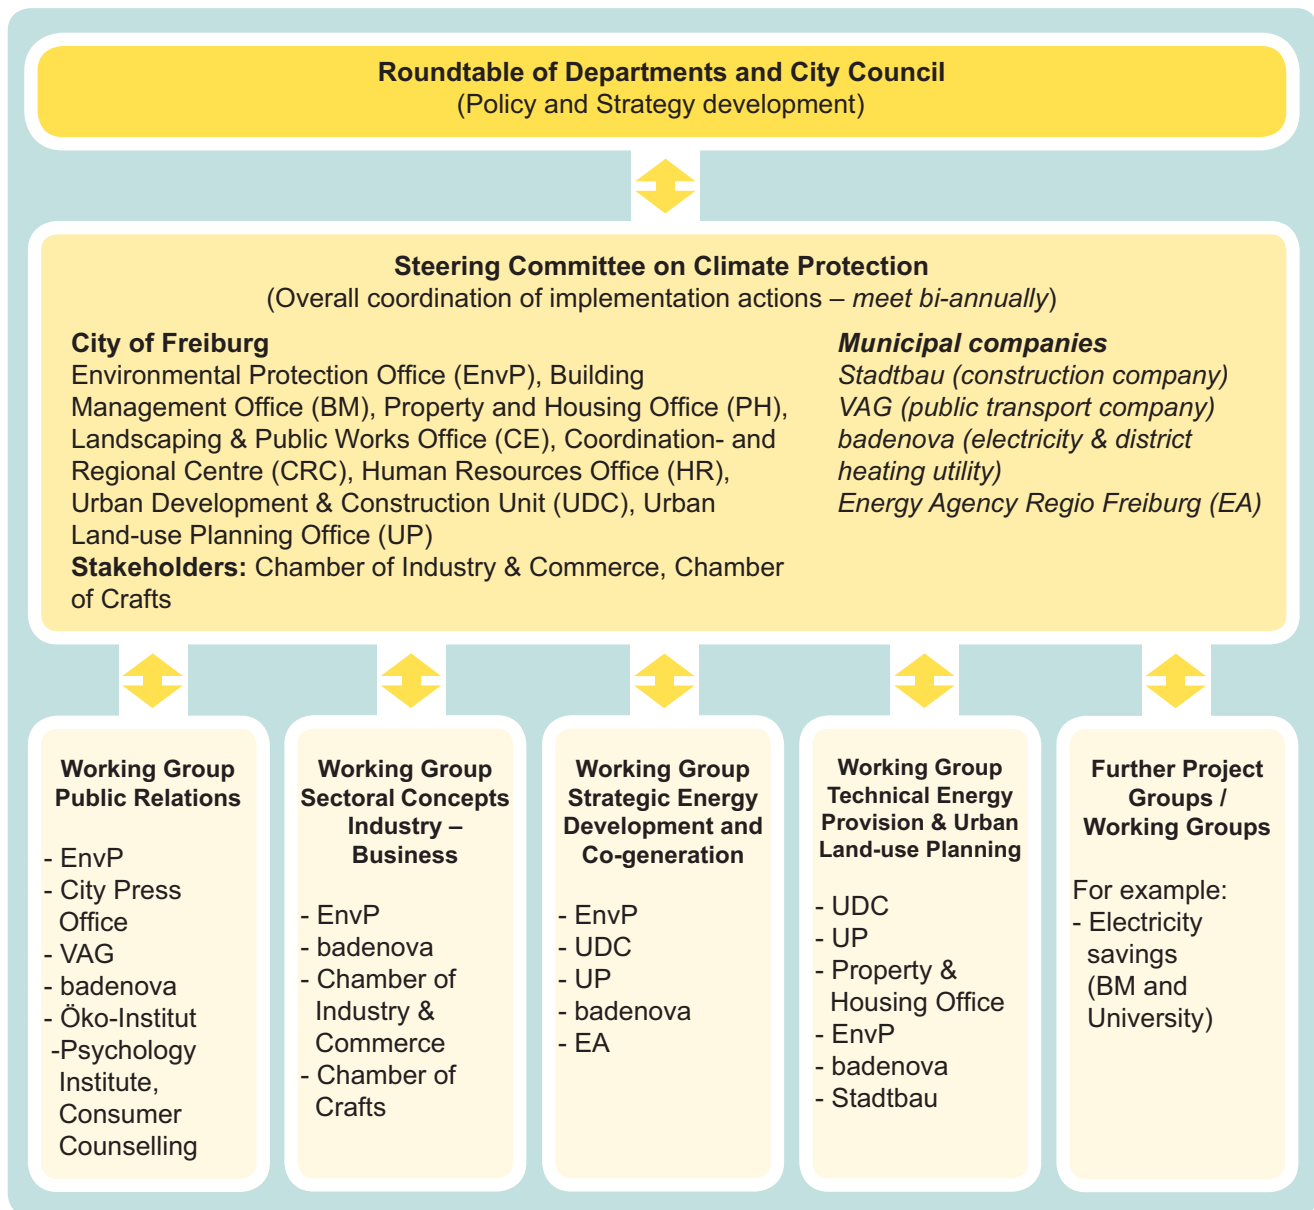 Roundtable of Departments and City Council
(Policy and Strategy development)
Steering Committee on Climate Protection
(Overall coordination of implementation actions – meet bi-annually)
City of Freiburg
Environmental Protection Office (EnvP), Building
Management Office (BM), Property and Housing Office (PH),
Landscaping & Public Works Office (CE), Coordination- and
Regional Centre (CRC), Human Resources Office (HR),
Urban Development & Construction Unit (UDC), Urban
Land-use Planning Office (UP)
Stakeholders: Chamber of Industry & Commerce, Chamber
of Crafts
Municipal companies
Stadtbau (construction company)
VAG (public transport company)
badenova (electricity & district
heating utility)
Energy Agency Regio Freiburg (EA)
Working Group
Public Relations
- EnvP
- City Press
Office
- VAG
- badenova
- Öko-Institut
-Psychology
Institute,
Consumer
Counselling
Working Group
Sectoral Concepts
Industry –
Business
- EnvP
- badenova
- Chamber of
Industry &
Commerce
- Chamber of
Crafts
Working Group
Strategic Energy
Development and
Co-generation
- EnvP
- UDC
- UP
- badenova
- EA
Working Group
Technical Energy
Provision & Urban
Land-use Planning
- UDC
- UP
- Property &
Housing Office
- EnvP
- badenova
- Stadtbau
Further Project
Groups /
Working Groups
For example:
- Electricity
savings
(BM and
University)